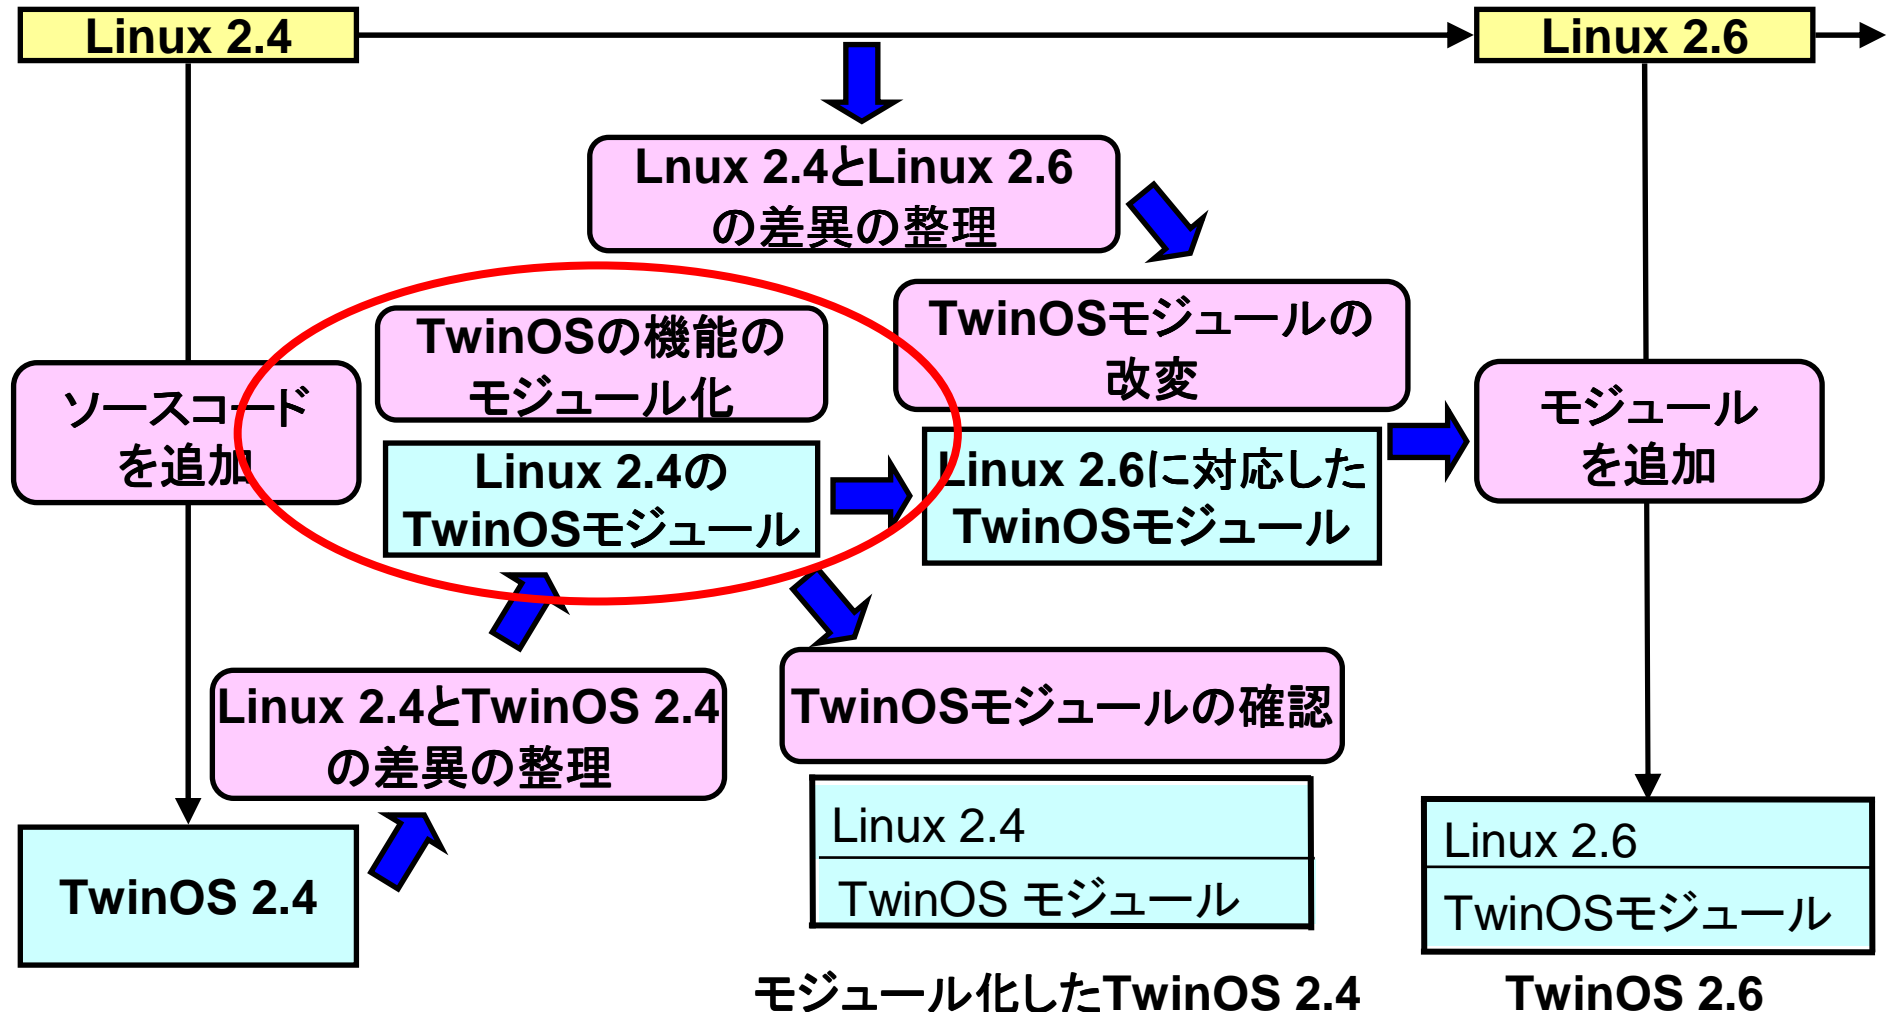 Linux 2.4
Linux 2.6
Lnux 2.4とLinux 2.6
の差異の整理
TwinOSの機能の
モジュール化
TwinOSモジュールの
改変
ソースコード
を追加
モジュール
を追加
Linux 2.4の
TwinOSモジュール
Linux 2.6に対応した
TwinOSモジュール
Linux 2.4とTwinOS 2.4
の差異の整理
TwinOSモジュールの確認
Linux 2.4
TwinOS モジュール
Linux 2.6
TwinOSモジュール
TwinOS 2.4
モジュール化したTwinOS 2.4
TwinOS 2.6